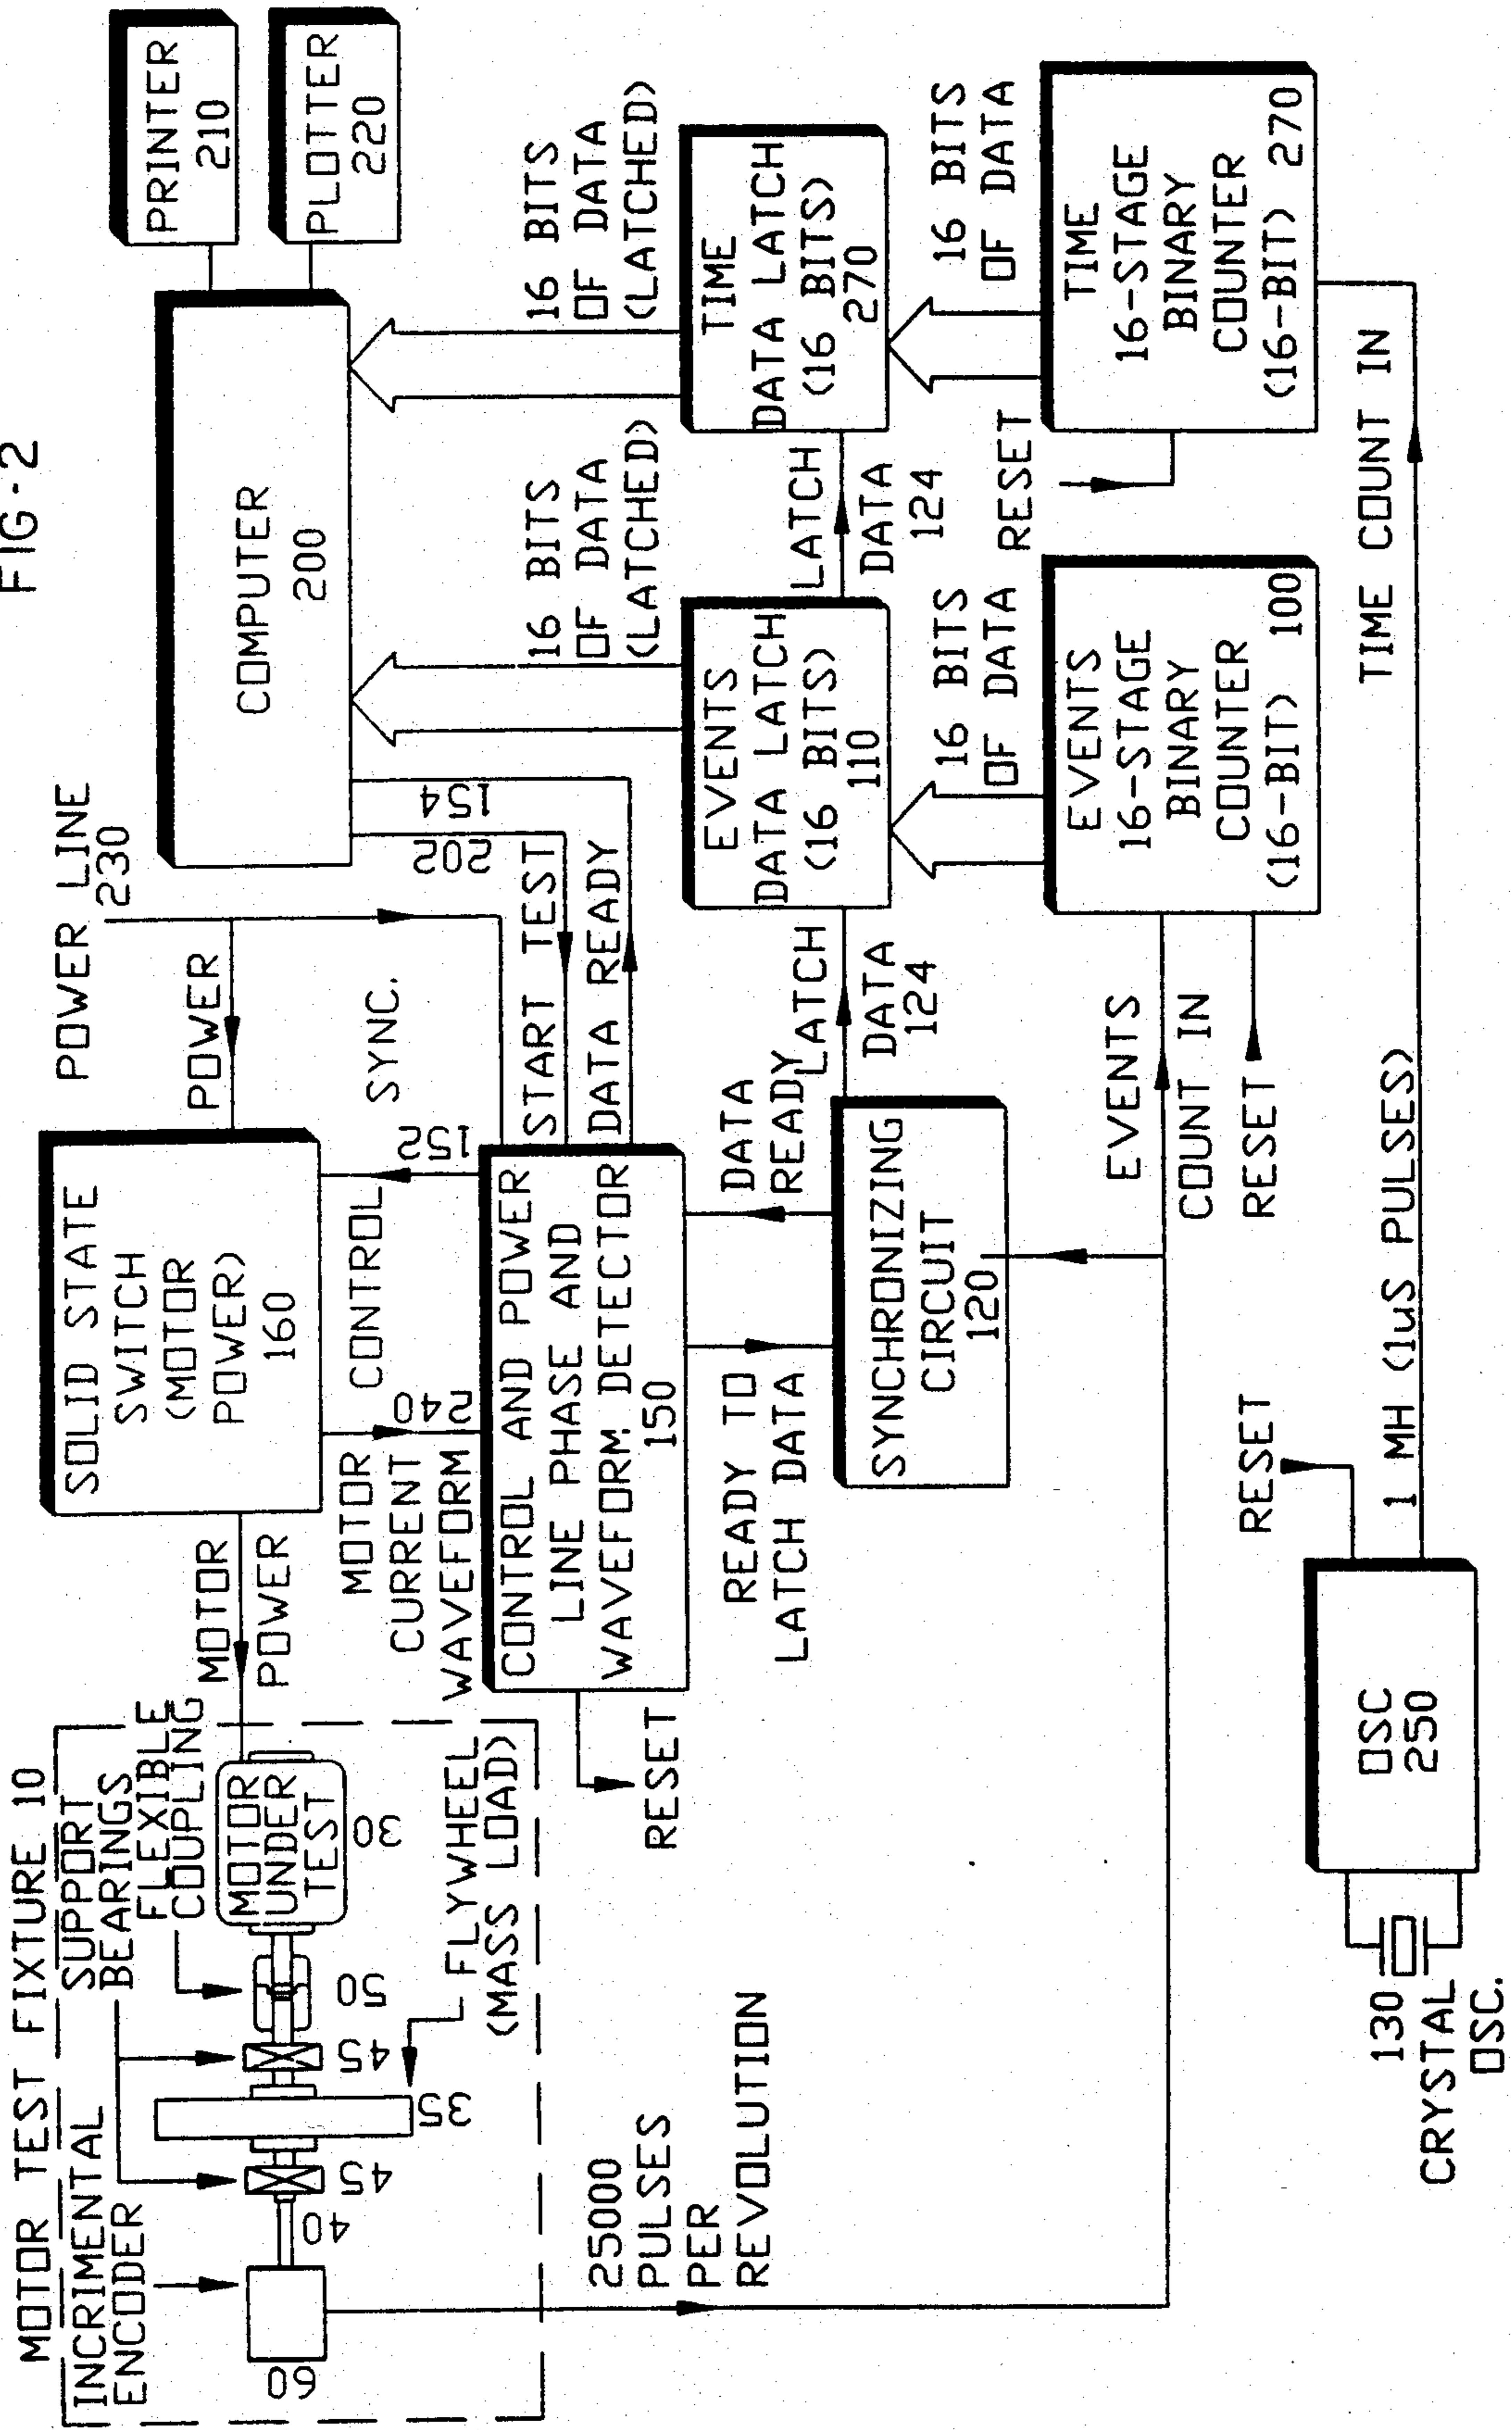 FIG-2
MOTOR TEST FIXTURE 10
INCRIMENTAL
ENCODER
SUPPORT
BEARINGS
FLEXIBLE
COUPLING
MOTOR
UNDER
TEST
30
50
45
35
45
40
60
FLYWHEEL
(MASS LOAD)
25000
PULSES
PER
REVOLUTION
MOTOR
POWER
SOLID STATE
SWITCH
(MOTOR
POWER)
160
POWER LINE
230
POWER
SYNC.
MOTOR
CURRENT
WAVEFORM
240
CONTROL
152
CONTROL AND POWER
LINE PHASE AND
WAVEFORM DETECTOR
150
RESET
START TEST
DATA READY
202
154
COMPUTER
200
PRINTER
210
PLOTTER
220
READY TO
LATCH DATA
DATA
READY
SYNCHRONIZING
CIRCUIT
120
LATCH
DATA
124
EVENTS
DATA LATCH
(16 BITS)
110
16 BITS
OF DATA
(LATCHED)
LATCH
DATA
124
TIME
DATA LATCH
(16 BITS)
270
16 BITS
OF DATA
(LATCHED)
EVENTS
COUNT IN
RESET
16 BITS
OF DATA
EVENTS
16-STAGE
BINARY
COUNTER
(16-BIT) 100
RESET
16 BITS
OF DATA
TIME
16-STAGE
BINARY
COUNTER
(16-BIT) 270
TIME COUNT IN
1 MH (1uS PULSES)
RESET
OSC
250
130
CRYSTAL
OSC.